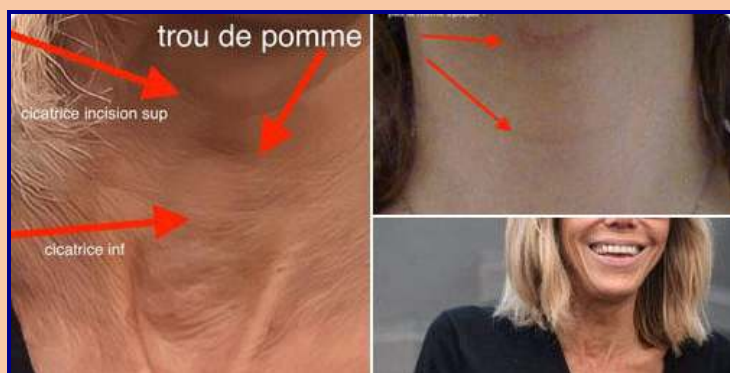 trou de pomme
cicatrice incision sup
cicatrice inf